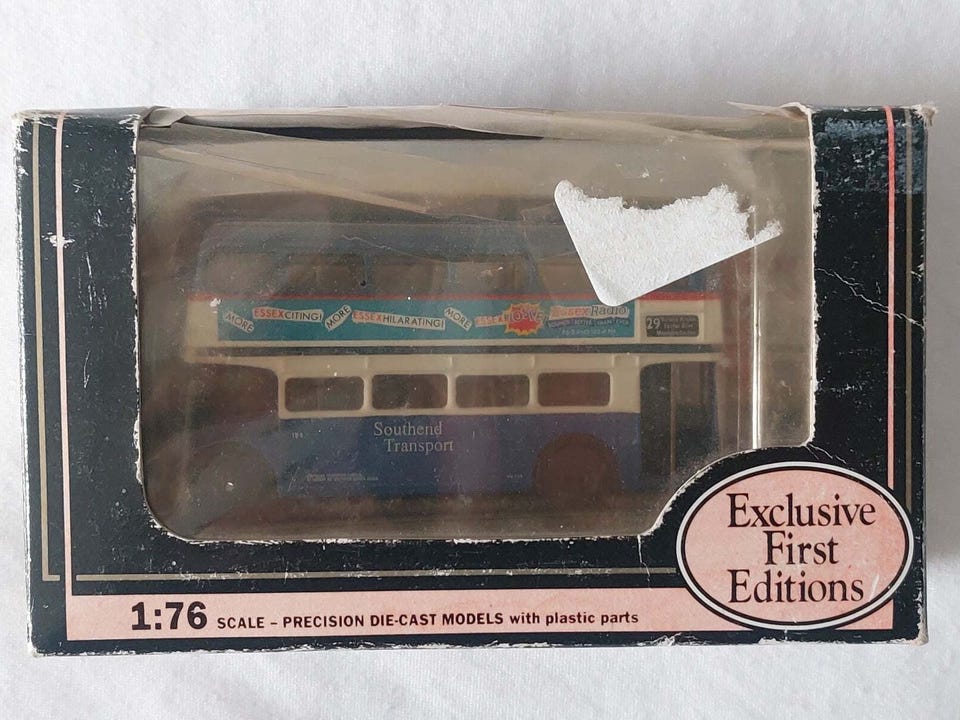 MORE ESSEXCITING! MORE ESSEXHILARATING! MORE
Essex Radio
29
Southend
Transport
Exclusive
First
Editions
1:76 SCALE – PRECISION DIE-CAST MODELS with plastic parts